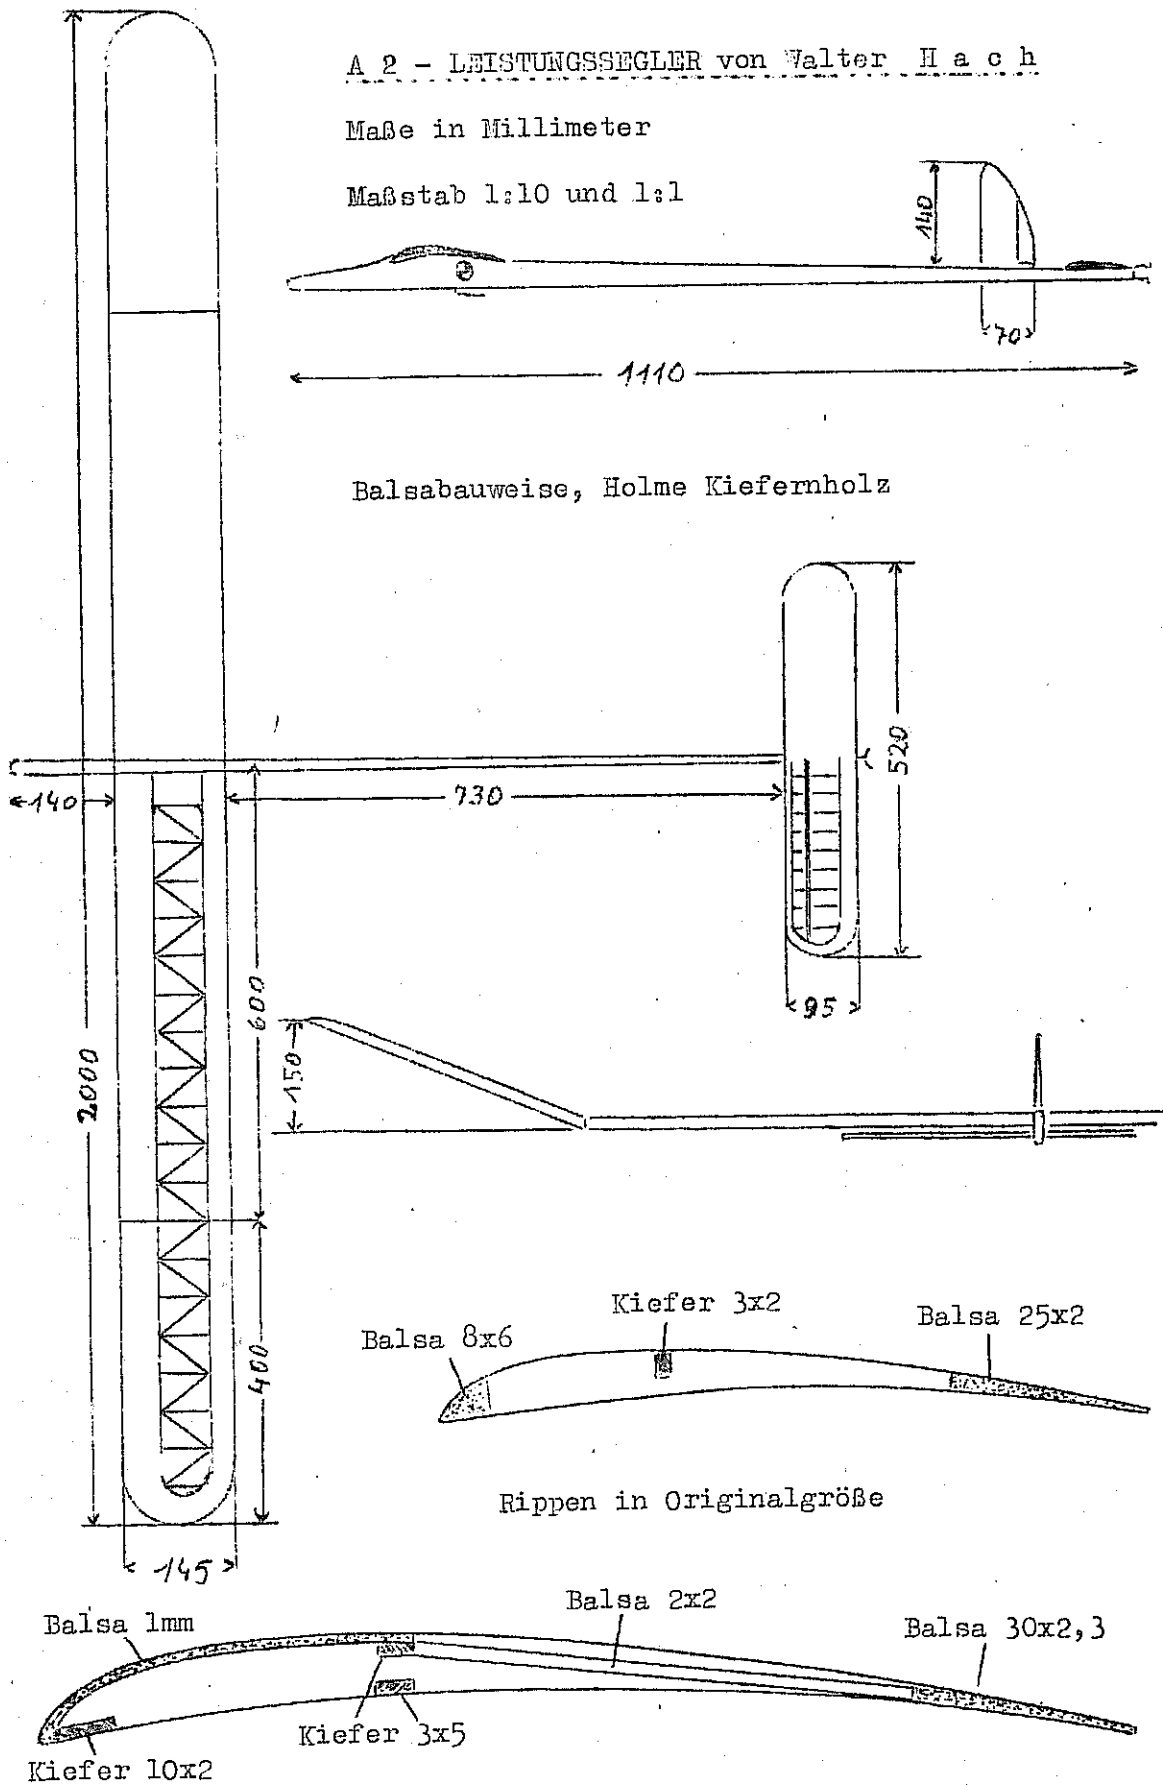 A 2 - LEISTUNGSSEGLER von Walter H a c h
Maße in Millimeter
Maßstab 1:10 und 1:1
140
70
1110
Balsabauweise, Holme Kiefernholz
520
140
730
600
95
2000
150
400
Kiefer 3x2
Balsa 8x6
Balsa 25x2
Rippen in Originalgröße
145
Balsa 1mm
Balsa 2x2
Balsa 30x2,3
Kiefer 3x5
Kiefer 10x2